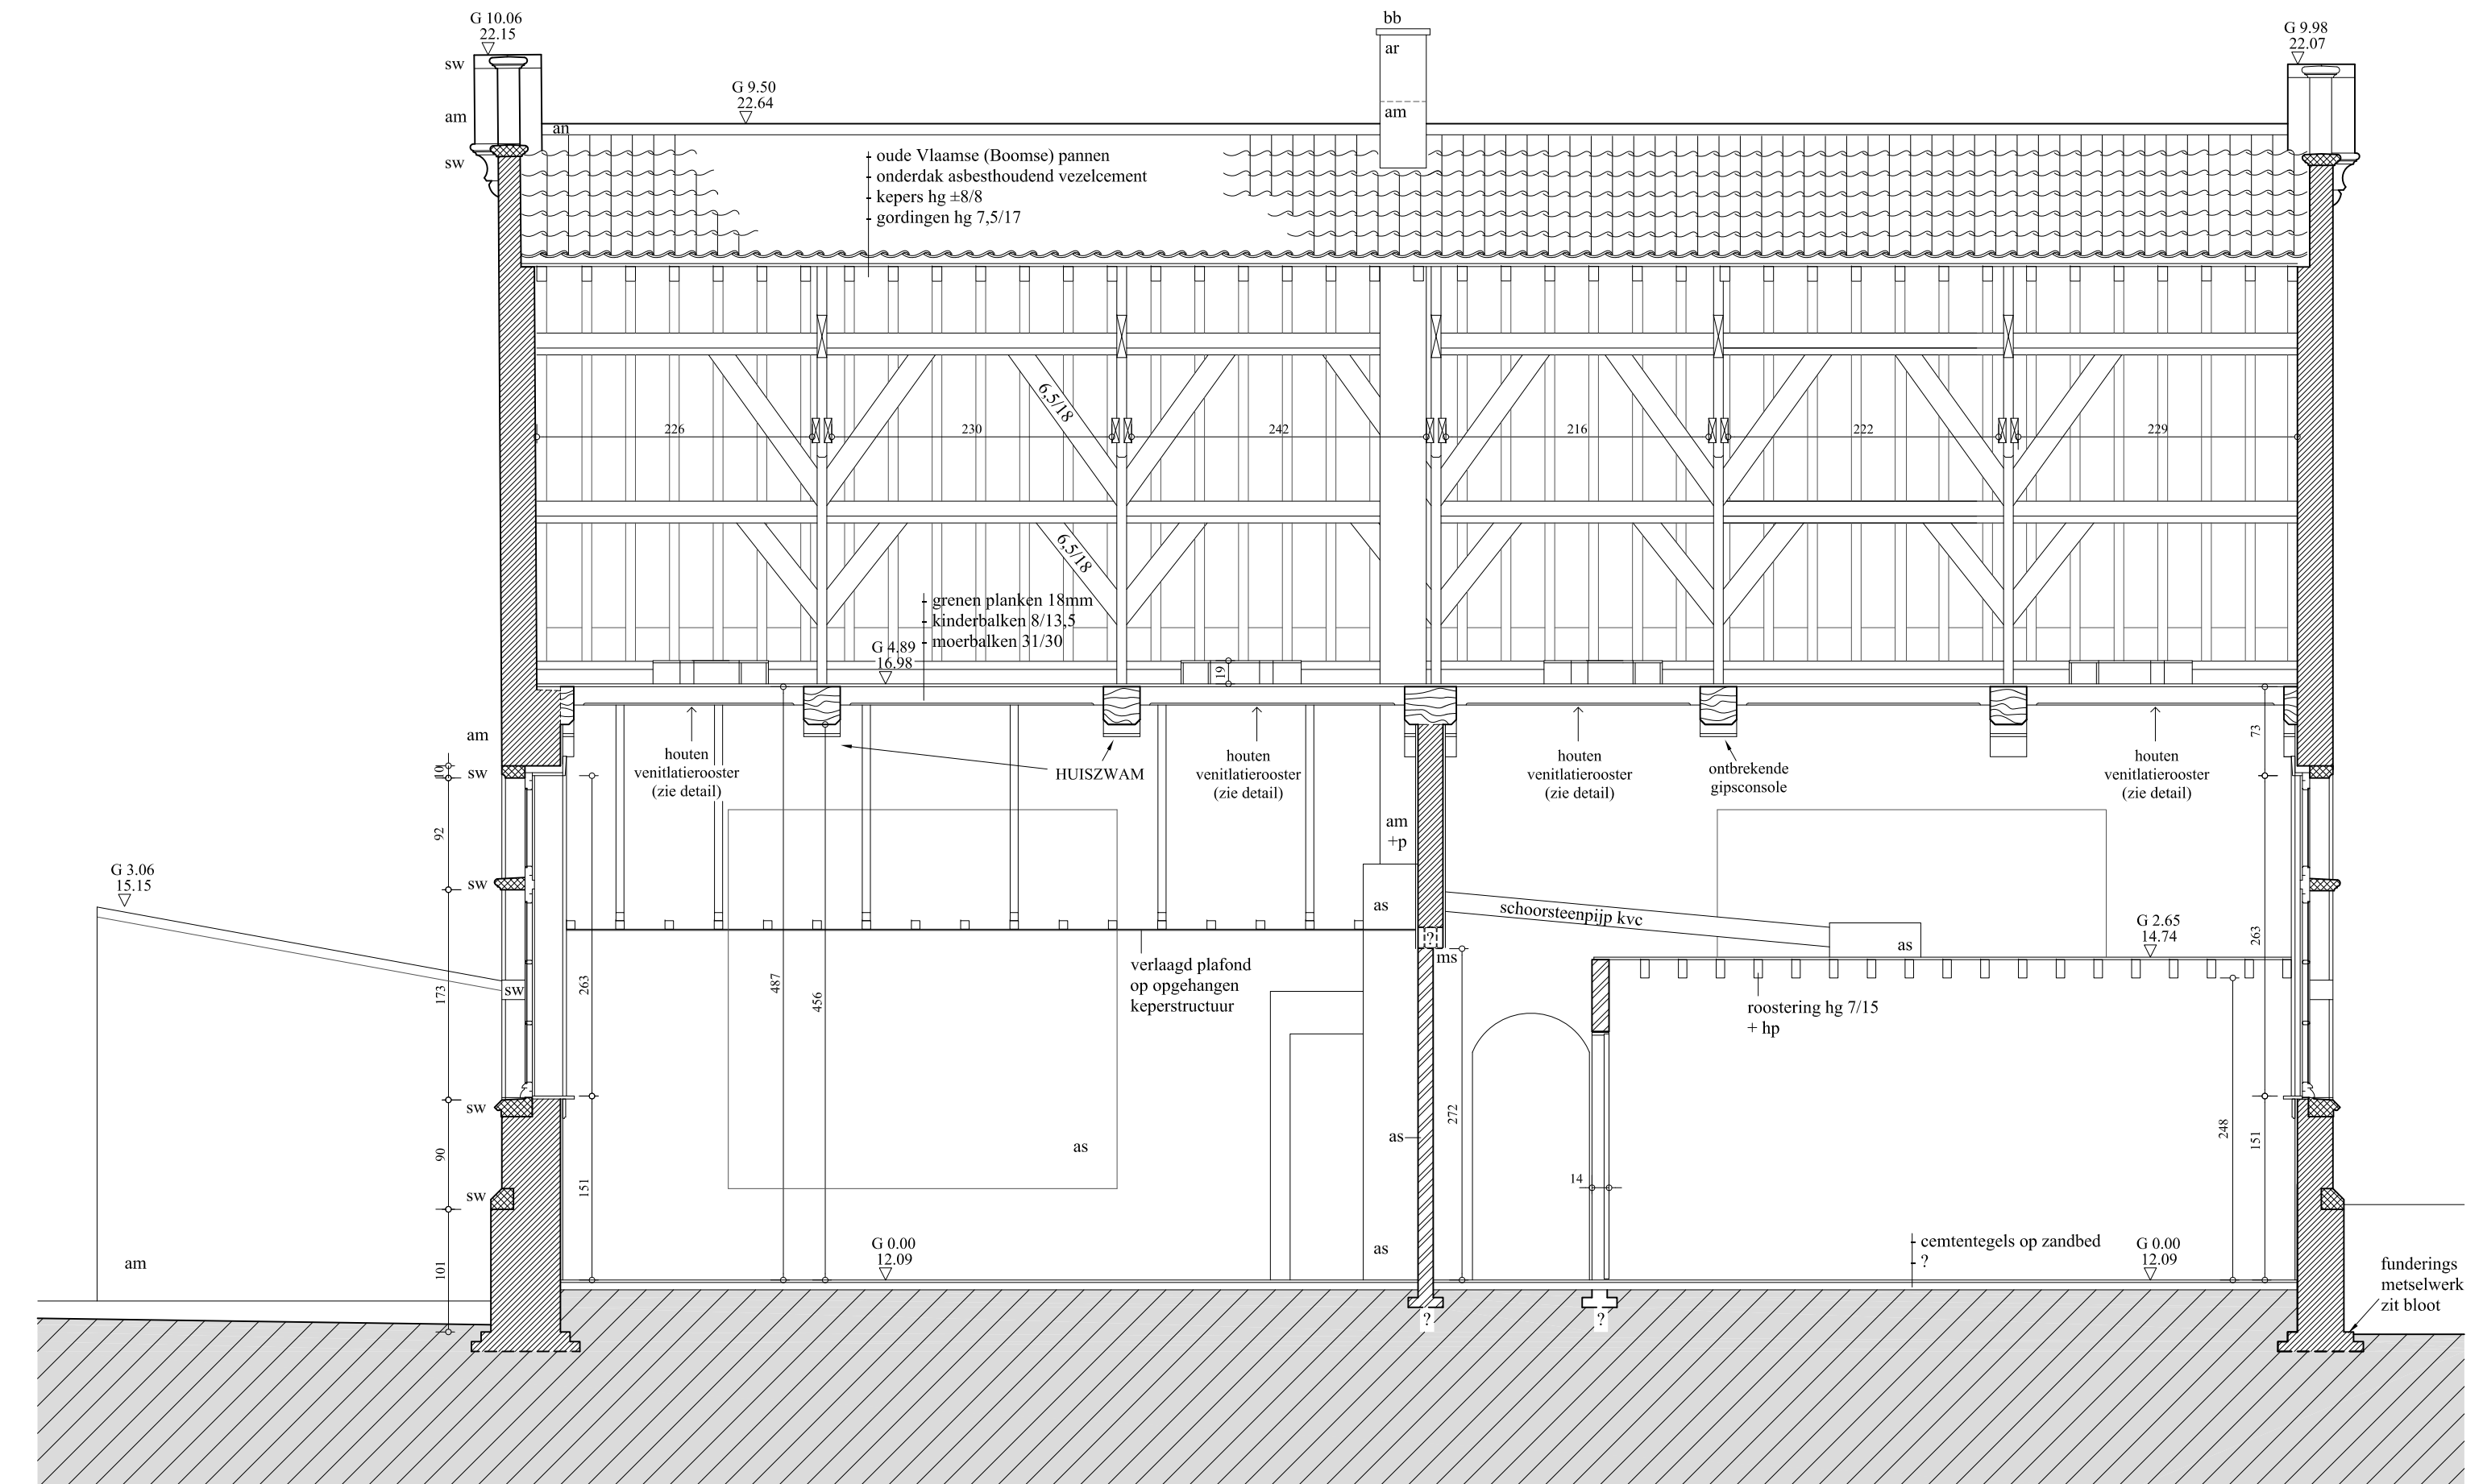 G 10.06
22.15
sw
am
sw
G 9.50
22.64
an
bb
ar
am
G 9.98
22.07
- oude Vlaamse (Boomse) pannen
- onderdak asbesthoudend vezelcement
- kepers hg ±8/8
- gordingen hg 7,5/17
6,5/18
226
230
242
216
222
229
6,5/18
- grenen planken 18mm
- kinderbalken 8/13,5
- moerbalken 31/30
G 4.89
16.98
19
am
sw
10
92
sw
173
sw
sw
90
sw
101
houten
venitlatierooster
(zie detail)
HUISZWAM
houten
venitlatierooster
(zie detail)
houten
venitlatierooster
(zie detail)
ontbrekende
gipsconsole
houten
venitlatierooster
(zie detail)
73
G 3.06
15.15
am
263
151
487
456
am
+p
as
?
ms
schoorsteenpijp kvc
as
G 2.65
14.74
263
verlaagd plafond
op opgehangen
keperstructuur
roostering hg 7/15
+ hp
as
as
272
14
248
151
as
G 0.00
12.09
- cemtentegels op zandbed
- ?
G 0.00
12.09
funderings
metselwerk
zit bloot
?
?